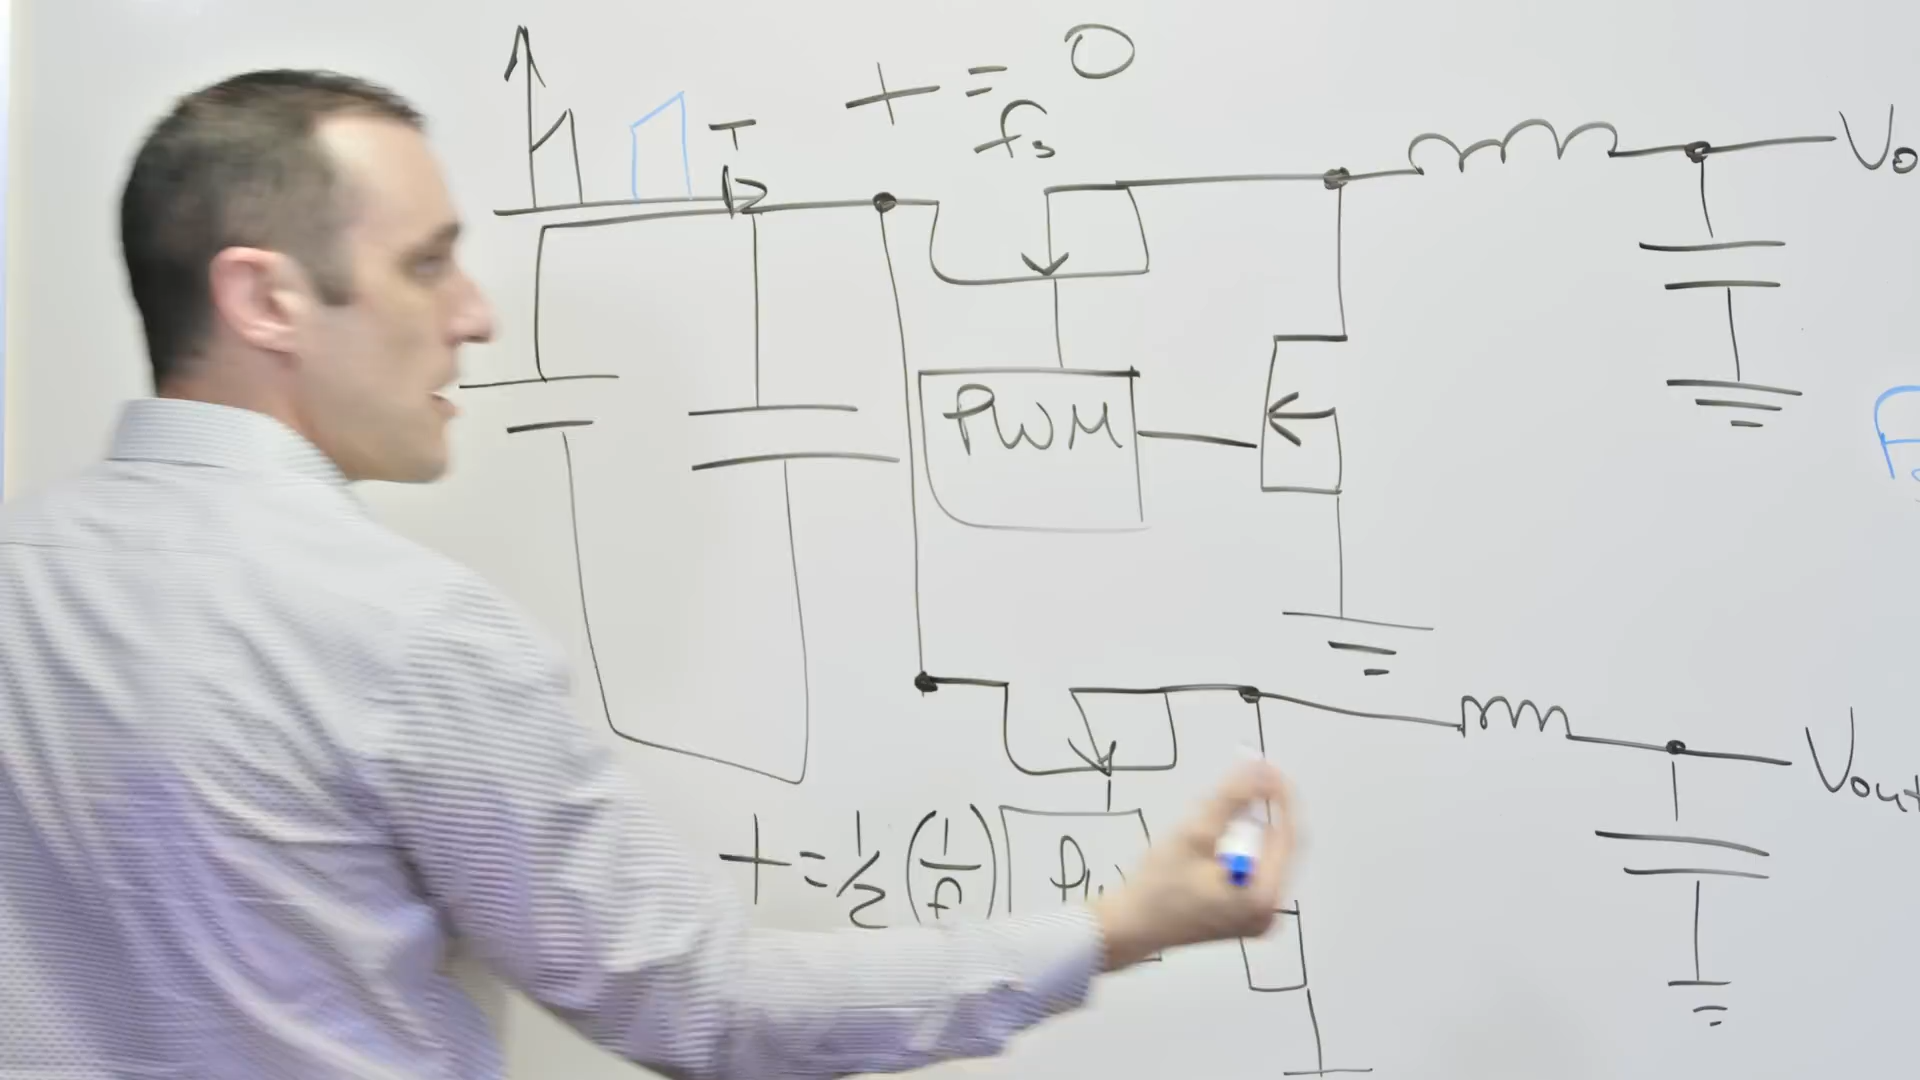 t = 0
fs
T
Vo
PWM
Vout
t = 1/2 (1/f)